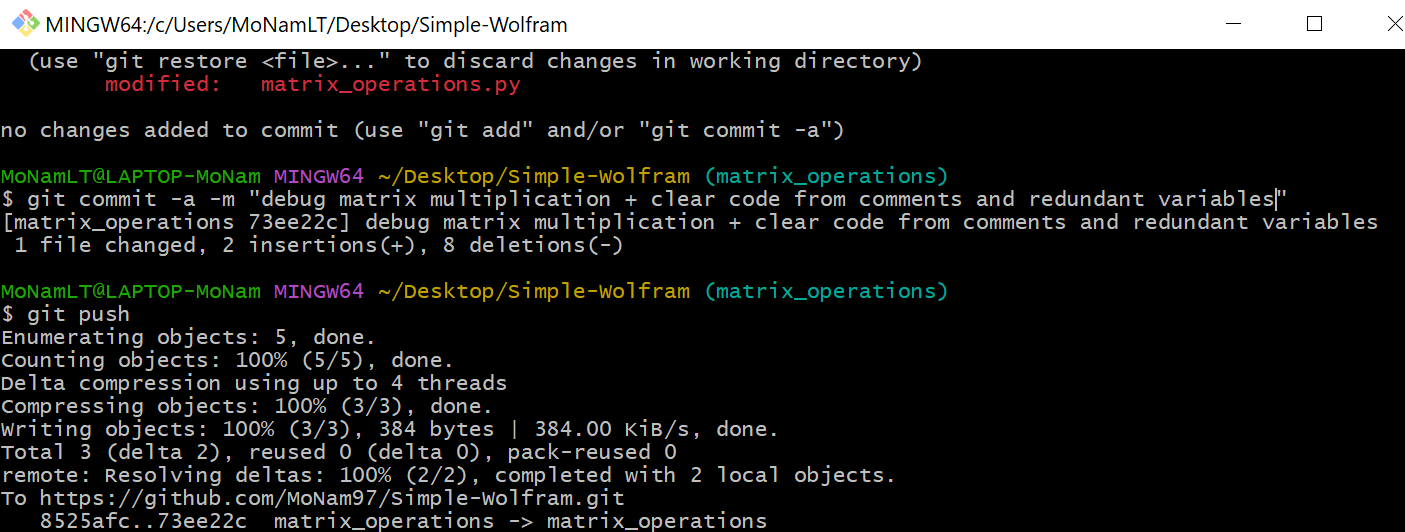 MINGW64:/c/Users/MoNamLT/Desktop/Simple-Wolfram
  (use "git restore <file>..." to discard changes in working directory)
        modified:   matrix_operations.py
no changes added to commit (use "git add" and/or "git commit -a")
MoNamLT@LAPTOP-MoNam MINGW64 ~/Desktop/Simple-Wolfram (matrix_operations)
$ git commit -a -m "debug matrix multiplication + clear code from comments and redundant variables"
[matrix_operations 73ee22c] debug matrix multiplication + clear code from comments and redundant variables
 1 file changed, 2 insertions(+), 8 deletions(-)
MoNamLT@LAPTOP-MoNam MINGW64 ~/Desktop/Simple-Wolfram (matrix_operations)
$ git push
Enumerating objects: 5, done.
Counting objects: 100% (5/5), done.
Delta compression using up to 4 threads
Compressing objects: 100% (3/3), done.
Writing objects: 100% (3/3), 384 bytes | 384.00 KiB/s, done.
Total 3 (delta 2), reused 0 (delta 0), pack-reused 0
remote: Resolving deltas: 100% (2/2), completed with 2 local objects.
To https://github.com/MoNam97/Simple-Wolfram.git
   8525afc..73ee22c  matrix_operations -> matrix_operations